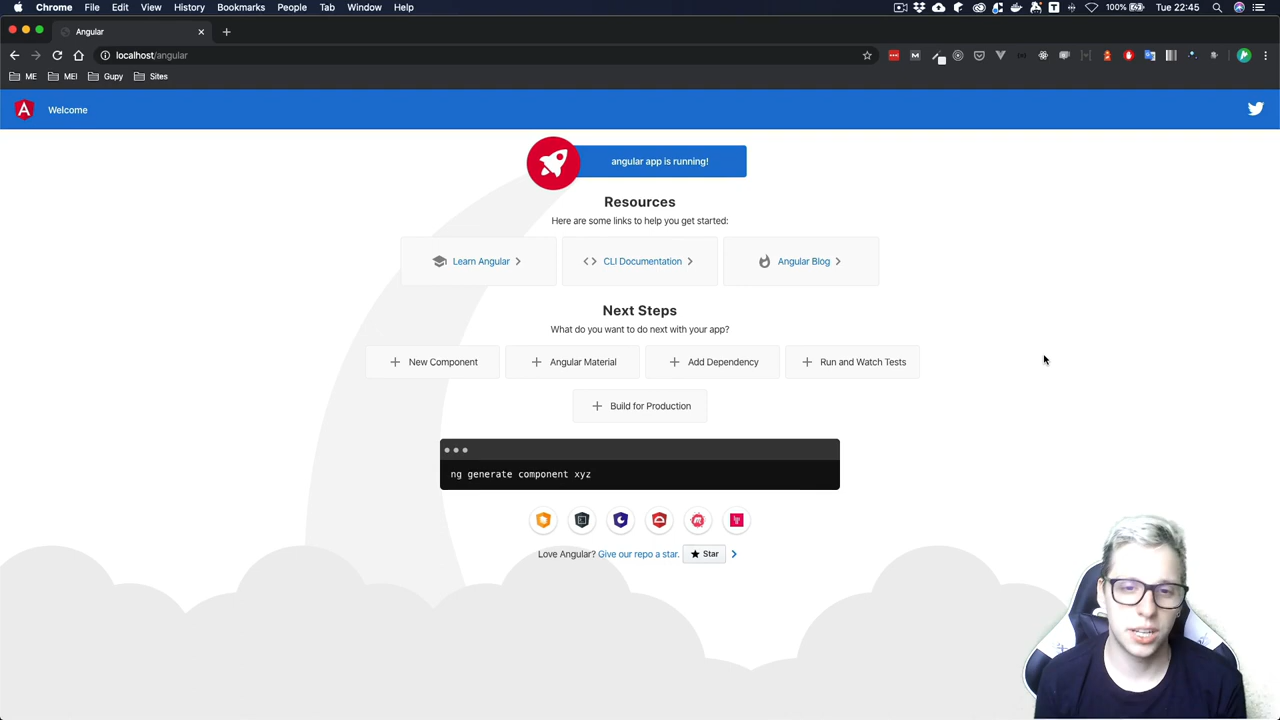 Chrome File Edit View History Bookmarks People Tab Window Help 100% Tue 22:45
Angular
localhost/angular
ME MEI Gupy Sites
Welcome
angular app is running!
Resources
Here are some links to help you get started:
Learn Angular CLI Documentation Angular Blog
Next Steps
What do you want to do next with your app?
New Component Angular Material Add Dependency Run and Watch Tests
Build for Production
ng generate component xyz
Love Angular? Give our repo a star. Star